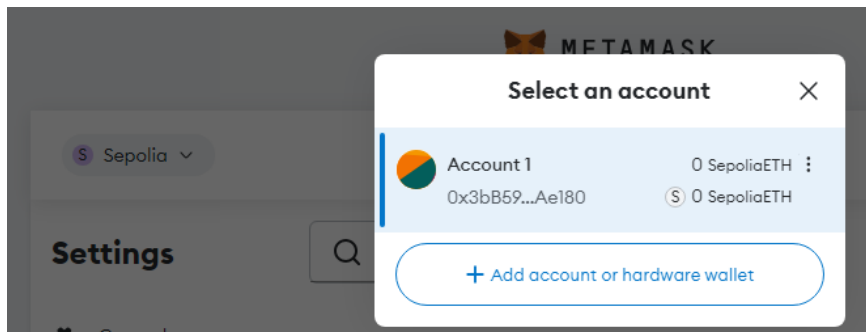 METAMASK
Select an account
S Sepolia
Account 1
0 SepoliaETH
0x3bB59...Ae180
S 0 SepoliaETH
Settings
+ Add account or hardware wallet